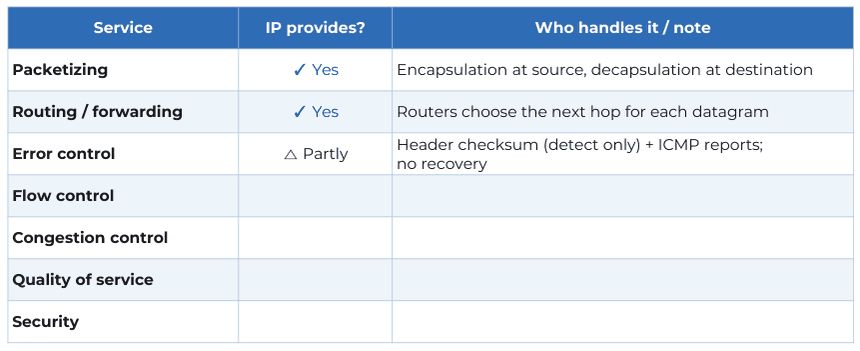 Service IP provides? Who handles it / note
Packetizing ✓ Yes Encapsulation at source, decapsulation at destination
Routing / forwarding ✓ Yes Routers choose the next hop for each datagram
Error control △ Partly Header checksum (detect only) + ICMP reports;
no recovery
Flow control
Congestion control
Quality of service
Security